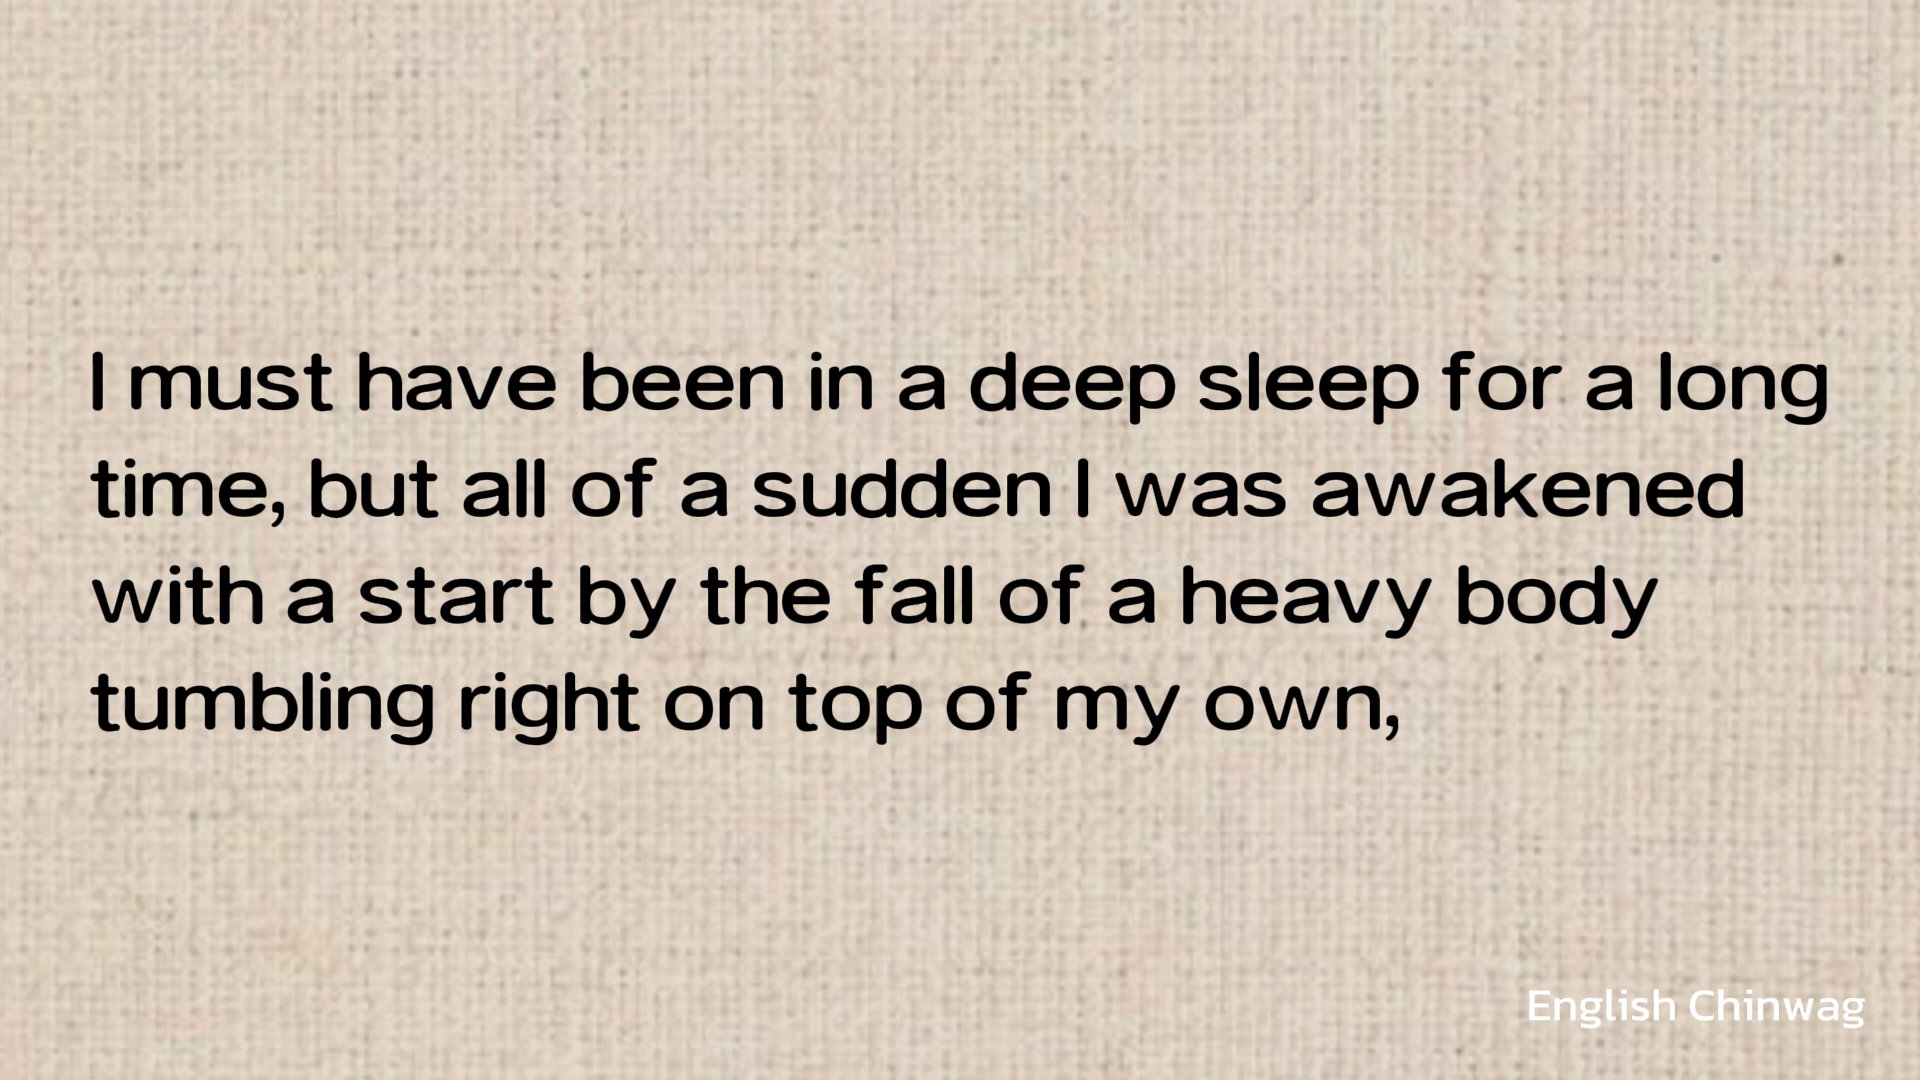 I must have been in a deep sleep for a long
time, but all of a sudden I was awakened
with a start by the fall of a heavy body
tumbling right on top of my own,
English Chinwag